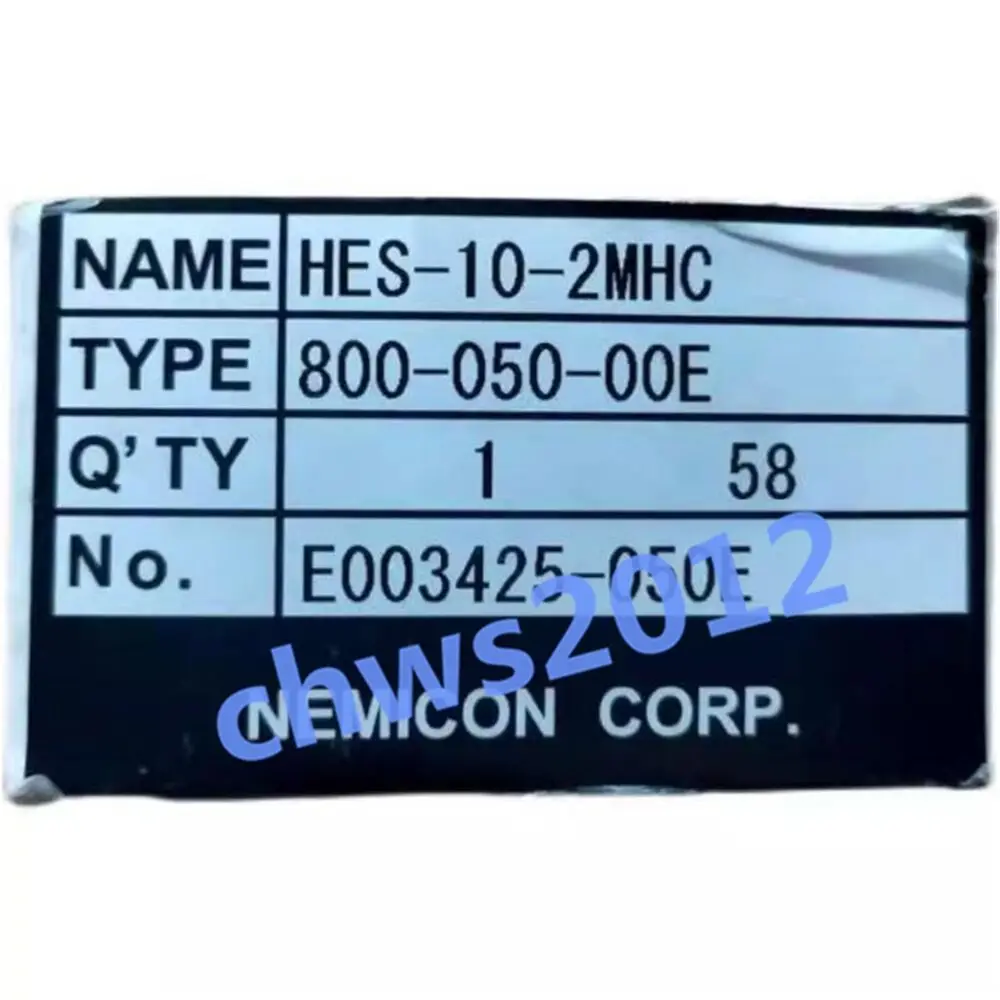 NAME HES-10-2MHC
TYPE 800-050-00E
Q'TY 1 58
No. E003425-050E
chws2012
NEMICON CORP.